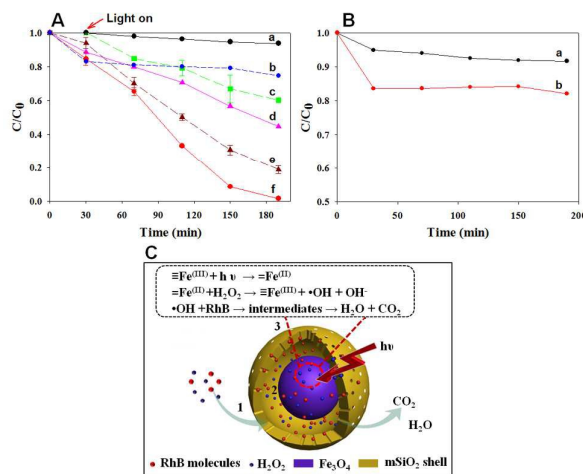 A
Light on
C/C0
1.0
0.8
0.6
0.4
0.2
0.0
a
b
c
d
e
f
0 30 60 90 120 150 180
Time (min)
B
C/C0
1.0
0.9
0.8
0.7
0.6
0.5
a
b
0 50 100 150 200
Time (min)
C
≡Fe(III)+ h υ → =Fe(II)
=Fe(II)+H2O2 → ≡Fe(III) + •OH + OH-
•OH +RhB → intermediates → H2O + CO2
3
hυ
2
1
CO2
H2O
RhB molecules H2O2 Fe3O4 mSiO2 shell